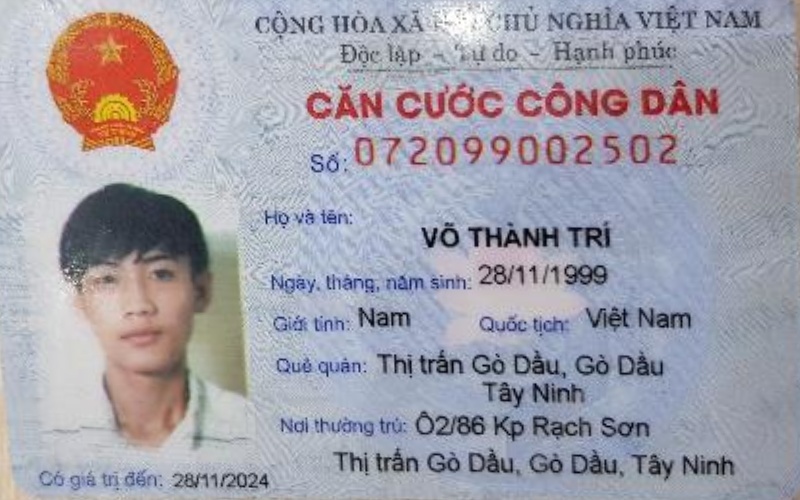 CỘNG HÒA XÃ CHỦ NGHĨA VIỆT NAM
Độc lập - Tự do - Hạnh phúc
CĂN CƯỚC CÔNG DÂN
Số: 072099002502
Họ và tên:
VÕ THÀNH TRÍ
Ngày, tháng, năm sinh: 28/11/1999
Giới tính: Nam Quốc tịch: Việt Nam
Quê quán: Thị trấn Gò Dầu, Gò Dầu
Tây Ninh
Nơi thường trú: Ô2/86 Kp Rạch Sơn
Thị trấn Gò Dầu, Gò Dầu, Tây Ninh
Có giá trị đến: 28/11/2024